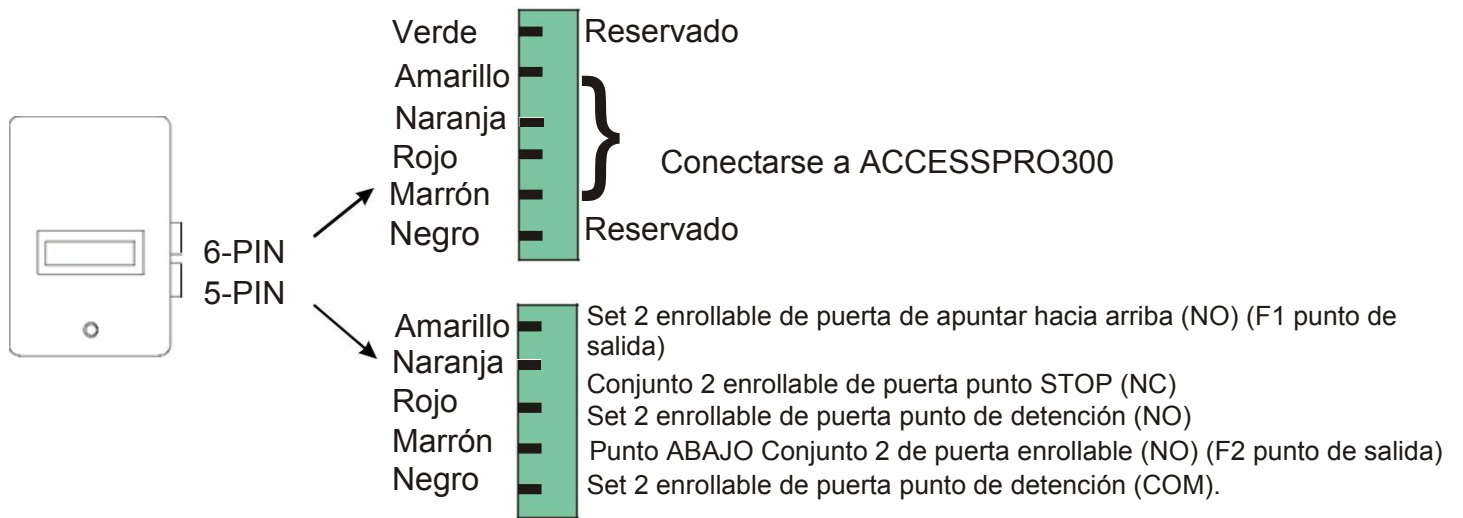 Verde Reservado
Amarillo
Naranja
Rojo
Conectarse a ACCESSPRO300
Marrón
Negro Reservado
6-PIN
5-PIN
Amarillo Set 2 enrollable de puerta de apuntar hacia arriba (NO) (F1 punto de
salida)
Naranja
Conjunto 2 enrollable de puerta punto STOP (NC)
Rojo Set 2 enrollable de puerta punto de detención (NO)
Marrón Punto ABAJO Conjunto 2 de puerta enrollable (NO) (F2 punto de salida)
Negro Set 2 enrollable de puerta punto de detención (COM).